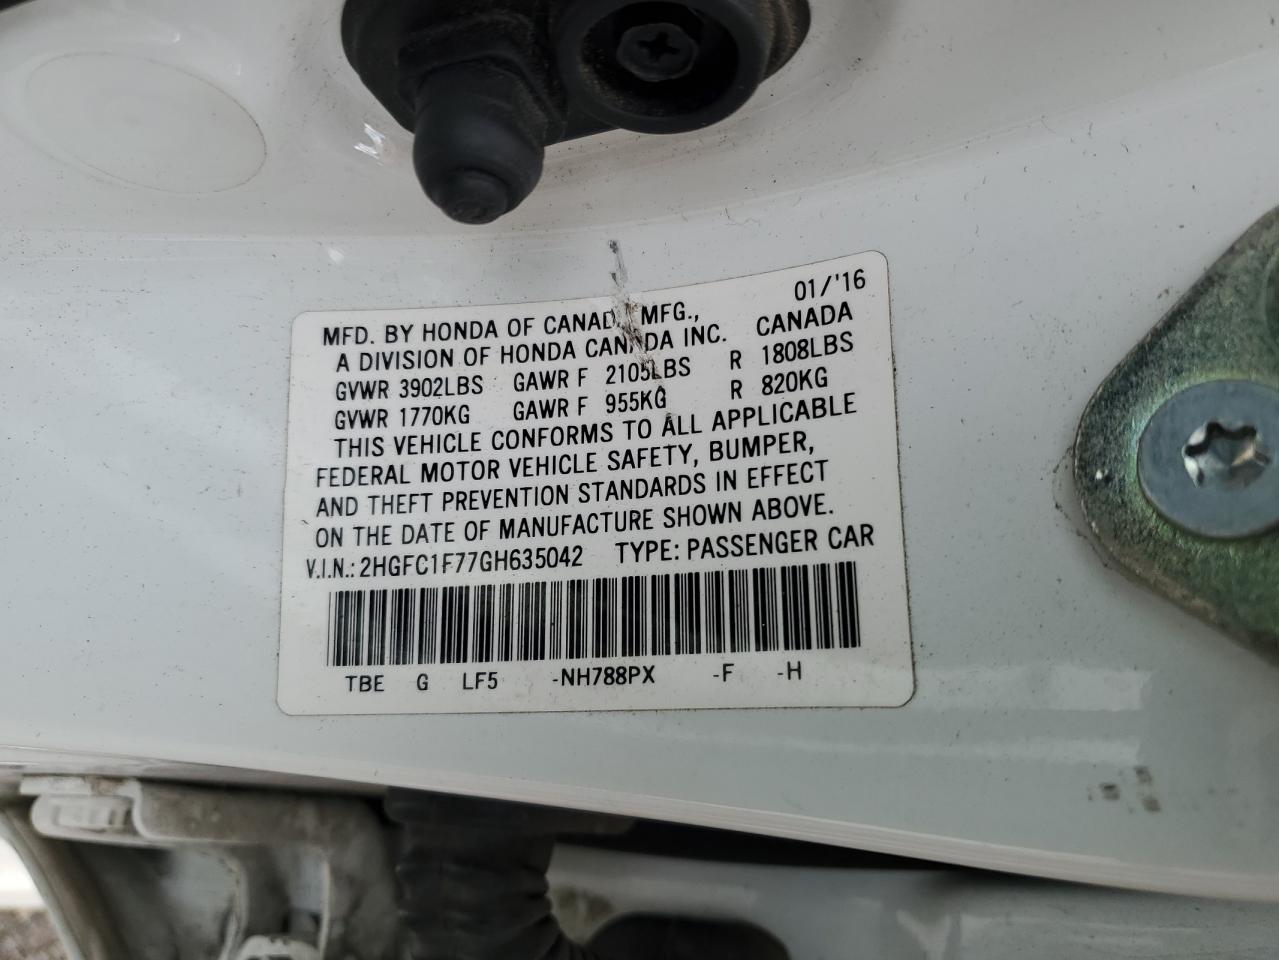 01/'16
MFD. BY HONDA OF CANADA MFG.,
A DIVISION OF HONDA CANADA INC. CANADA
GVWR 3902LBS GAWR F 2105LBS R 1808LBS
GVWR 1770KG GAWR F 955KG R 820KG
THIS VEHICLE CONFORMS TO ALL APPLICABLE
FEDERAL MOTOR VEHICLE SAFETY, BUMPER,
AND THEFT PREVENTION STANDARDS IN EFFECT
ON THE DATE OF MANUFACTURE SHOWN ABOVE.
V.I.N.: 2HGFC1F77GH635042 TYPE: PASSENGER CAR
TBE G LF5 -NH788PX -F -H